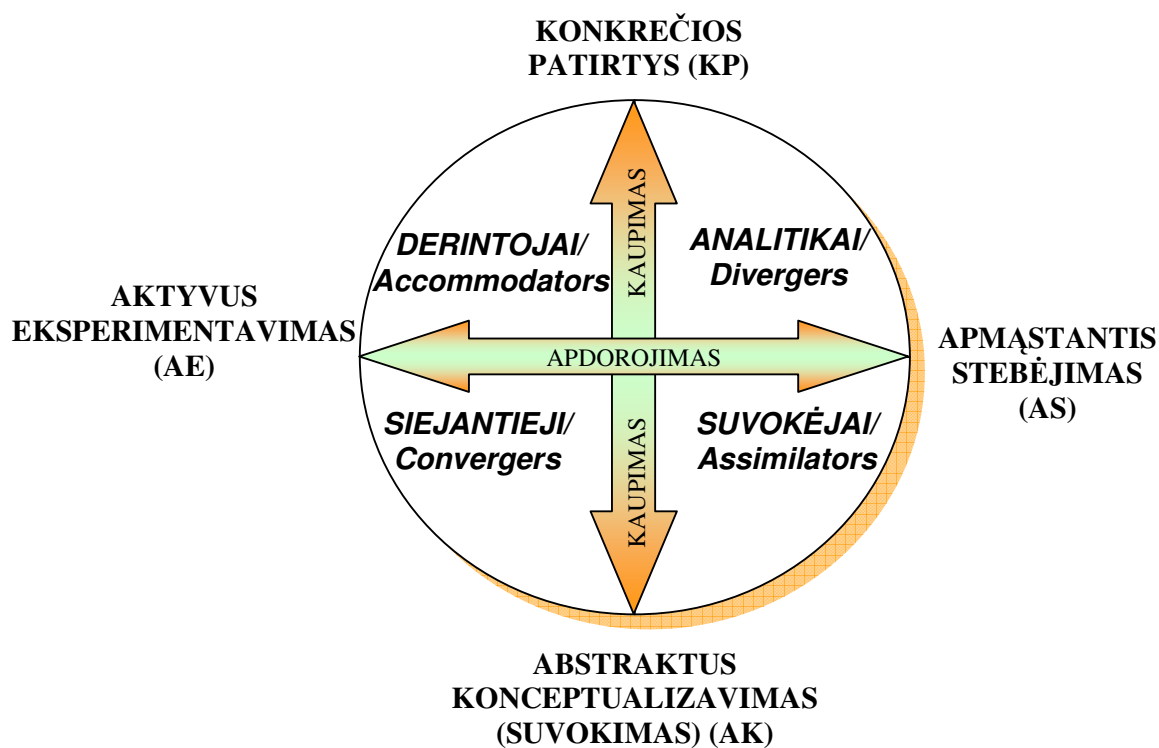 KONKREČIOS
PATIRTYS (KP)
KAUPIMAS
DERINTOJAI/
Accommodators
ANALITIKAI/
Divergers
AKTYVUS
EKSPERIMENTAVIMAS
(AE)
APDOROJIMAS
APMĄSTANTIS
STEBĖJIMAS
(AS)
SIEJANTIEJI/
Convergers
SUVOKĖJAI/
Assimilators
KAUPIMAS
ABSTRAKTUS
KONCEPTUALIZAVIMAS
(SUVOKIMAS) (AK)